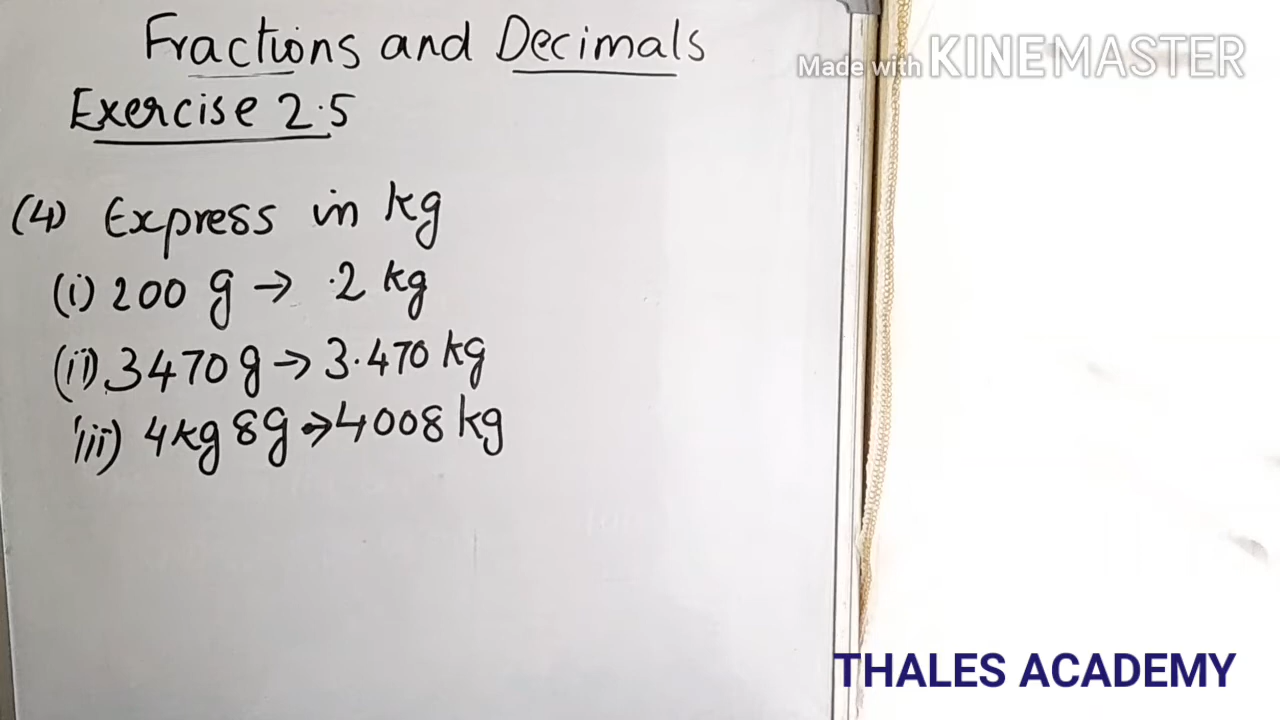 Fractions and Decimals
Made with KINEMASTER
Exercise 2.5
(4) Express in kg
(i) 200 g → .2 kg
(ii) 3470 g → 3.470 kg
iii) 4kg 8g → 4008 kg
THALES ACADEMY